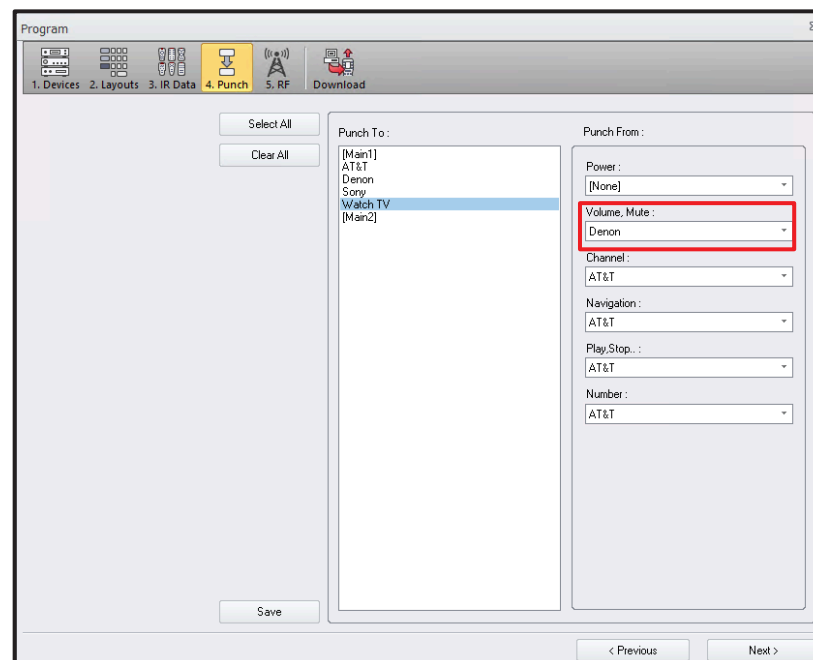 Program
1. Devices 2. Layouts 3. IR Data 4. Punch 5. RF Download
Select All
Clear All
Punch To :
[Main1]
AT&T
Denon
Sony
Watch TV
[Main2]
Punch From :
Power :
[None]
Volume, Mute :
Denon
Channel :
AT&T
Navigation :
AT&T
Play,Stop.. :
AT&T
Number :
AT&T
Save
< Previous Next >